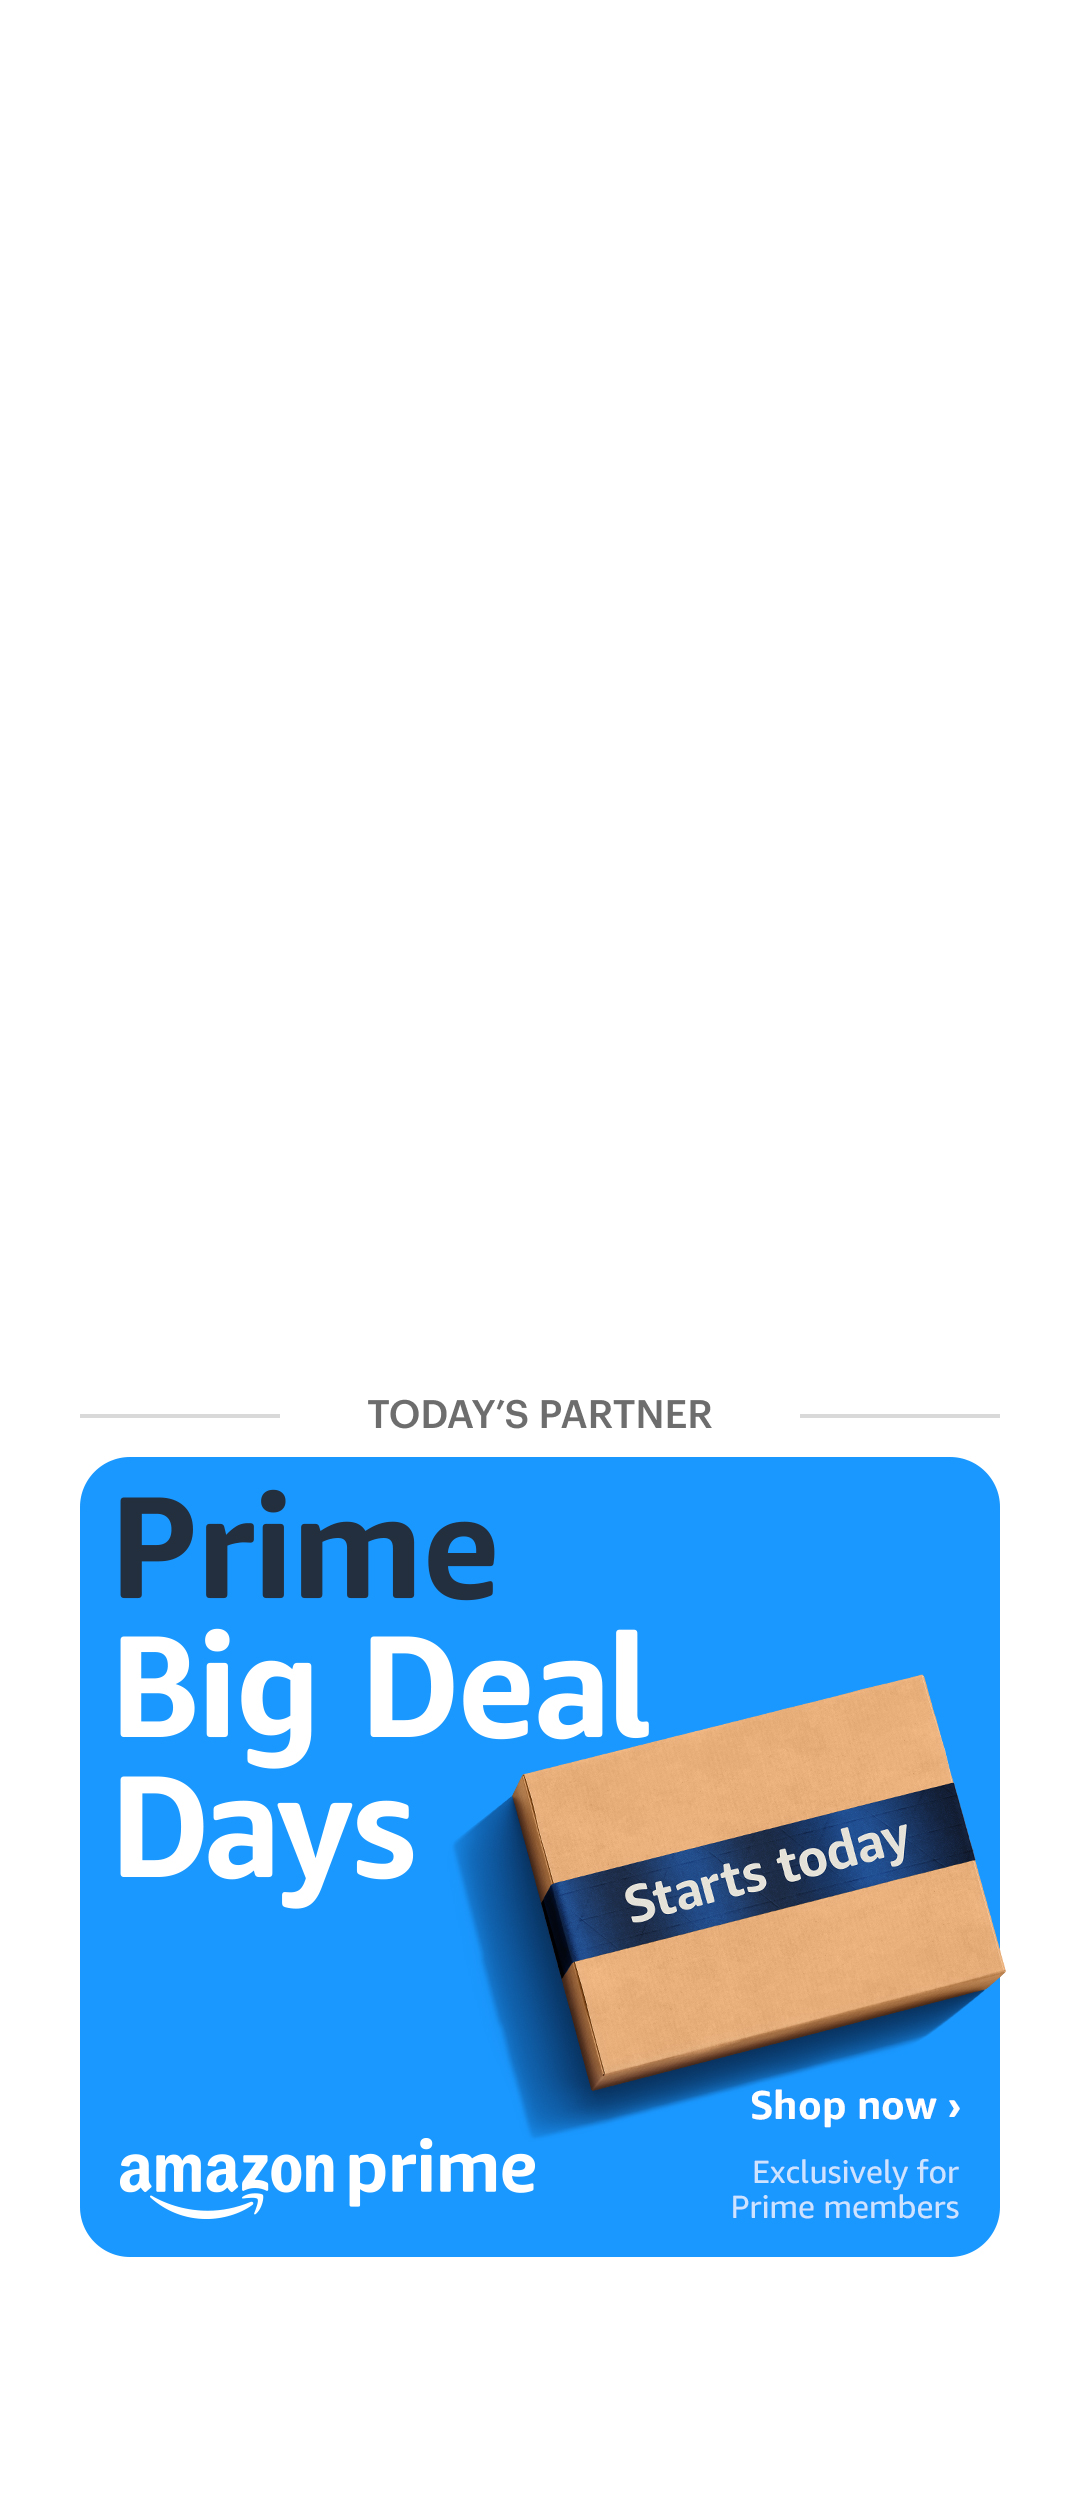 TODAY'S PARTNER
Prime
Big Deal
Days
Starts today
Shop now ›
amazon prime
Exclusively for
Prime members